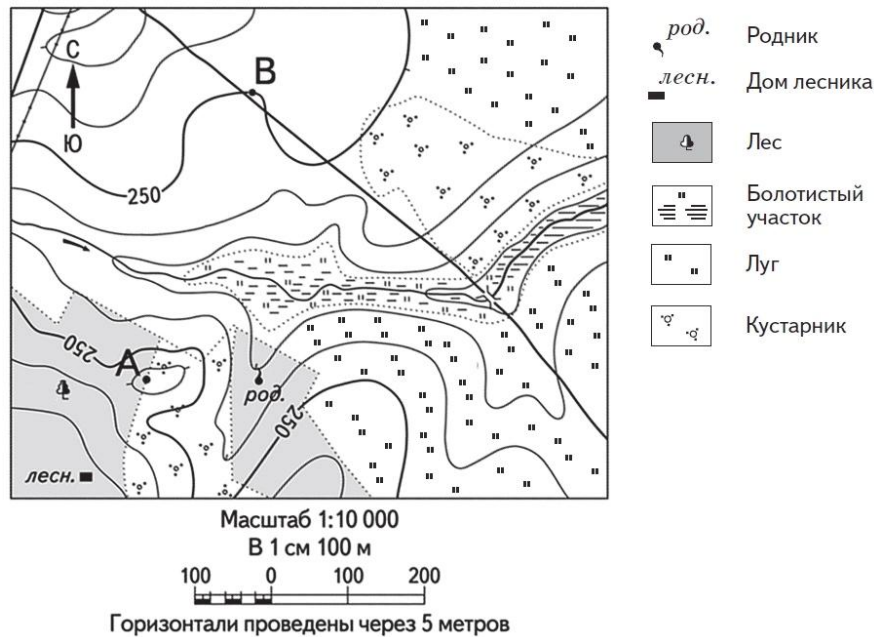 С
Ю
В
250
250
А
род.
250
лесн.
род.
Родник
лесн.
Дом лесника
Лес
Болотистый
участок
Луг
Кустарник
Масштаб 1:10 000
В 1 см 100 м
100 0 100 200
Горизонтали проведены через 5 метров